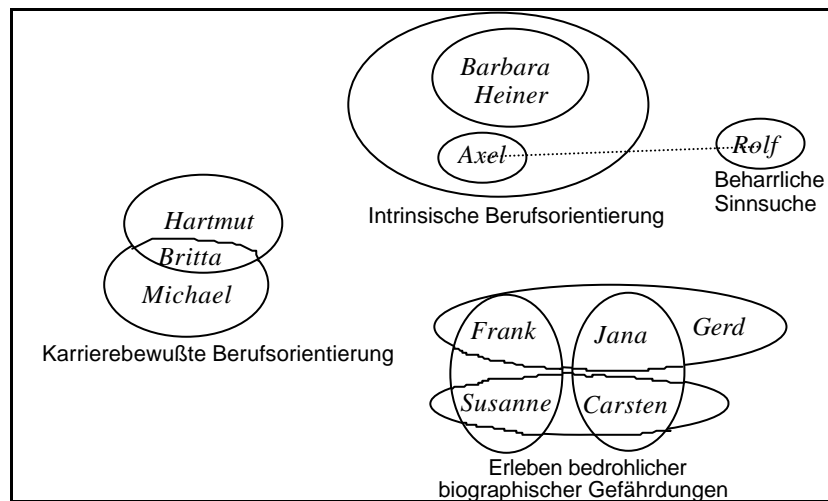 Barbara
Heiner
Axel
Rolf
Beharrliche
Sinnsuche
Intrinsische Berufsorientierung
Hartmut
Britta
Michael
Karrierebewußte Berufsorientierung
Frank
Jana
Gerd
Susanne
Carsten
Erleben bedrohlicher
biographischer Gefährdungen